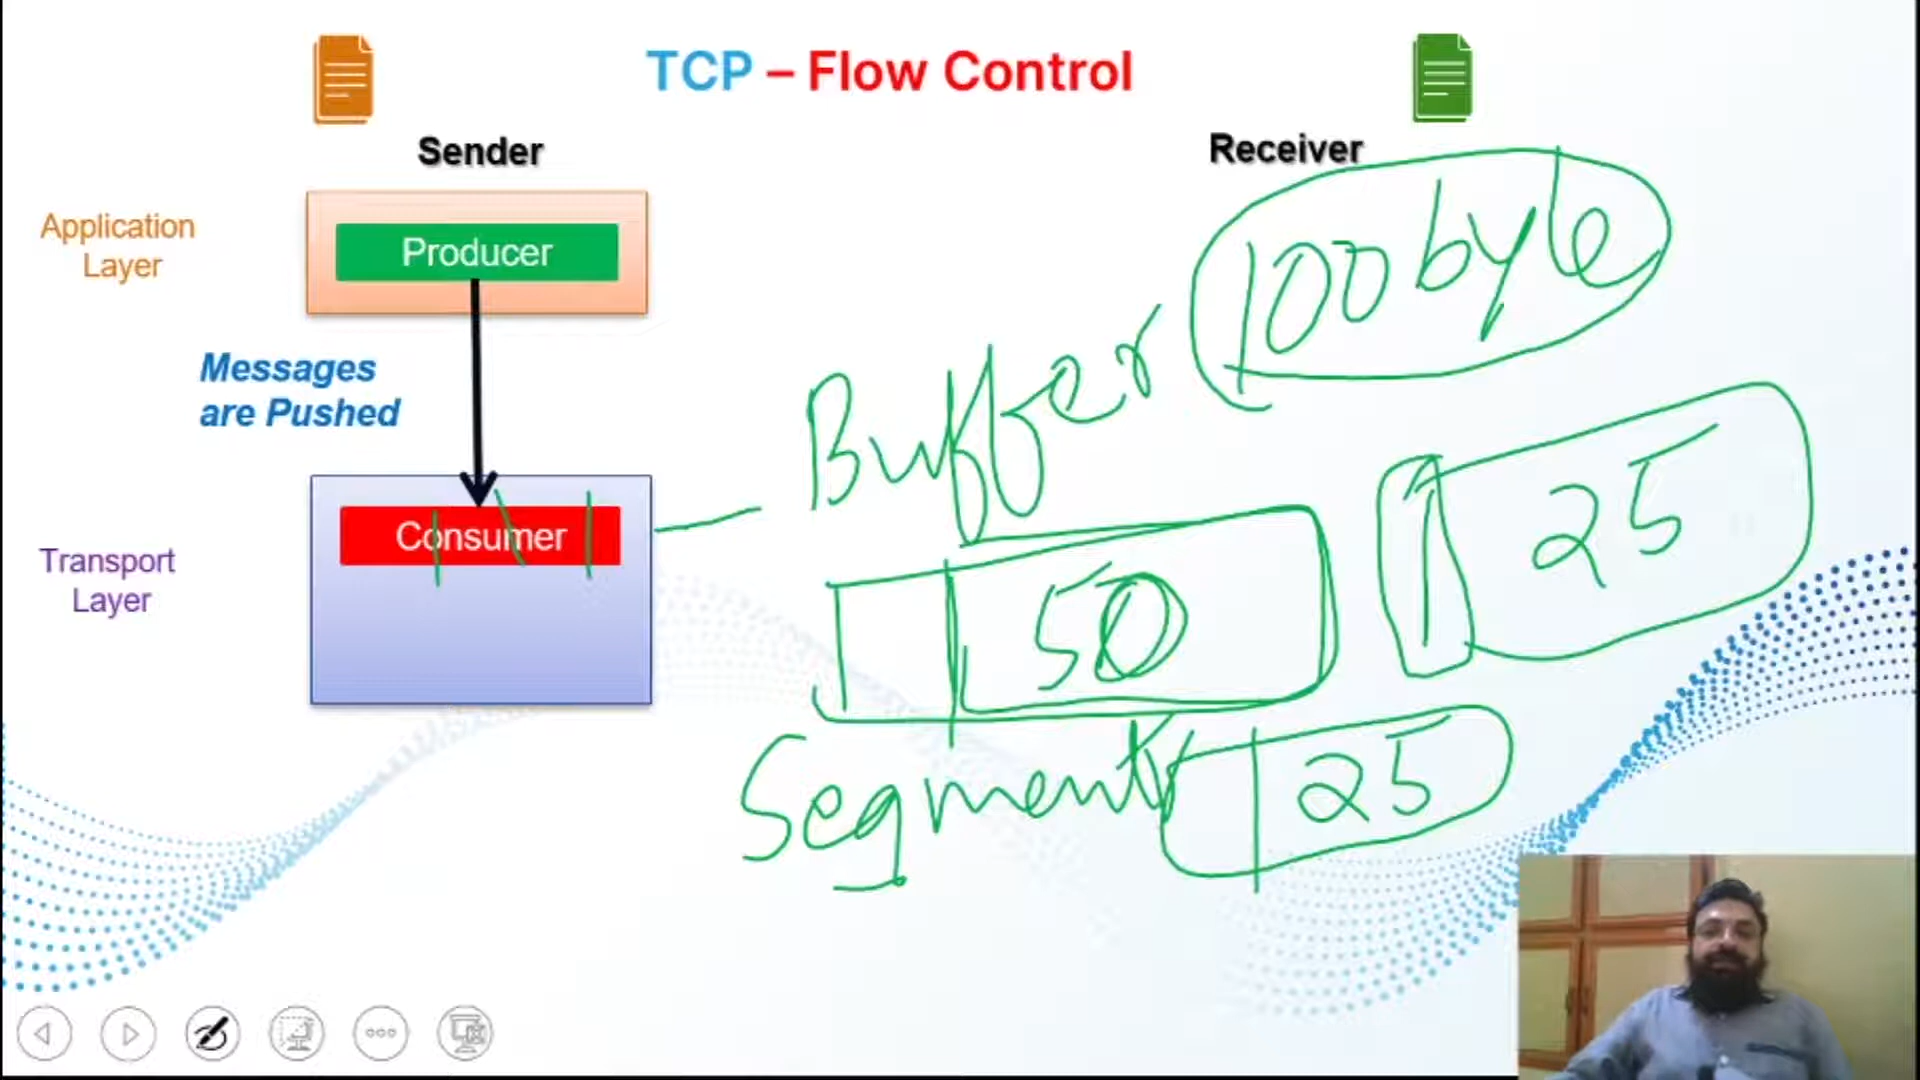 TCP – Flow Control
Sender
Receiver
Application
Layer
Producer
100 byte
Messages
are Pushed
Buffer
Consumer
25
Transport
Layer
50
Segments
25